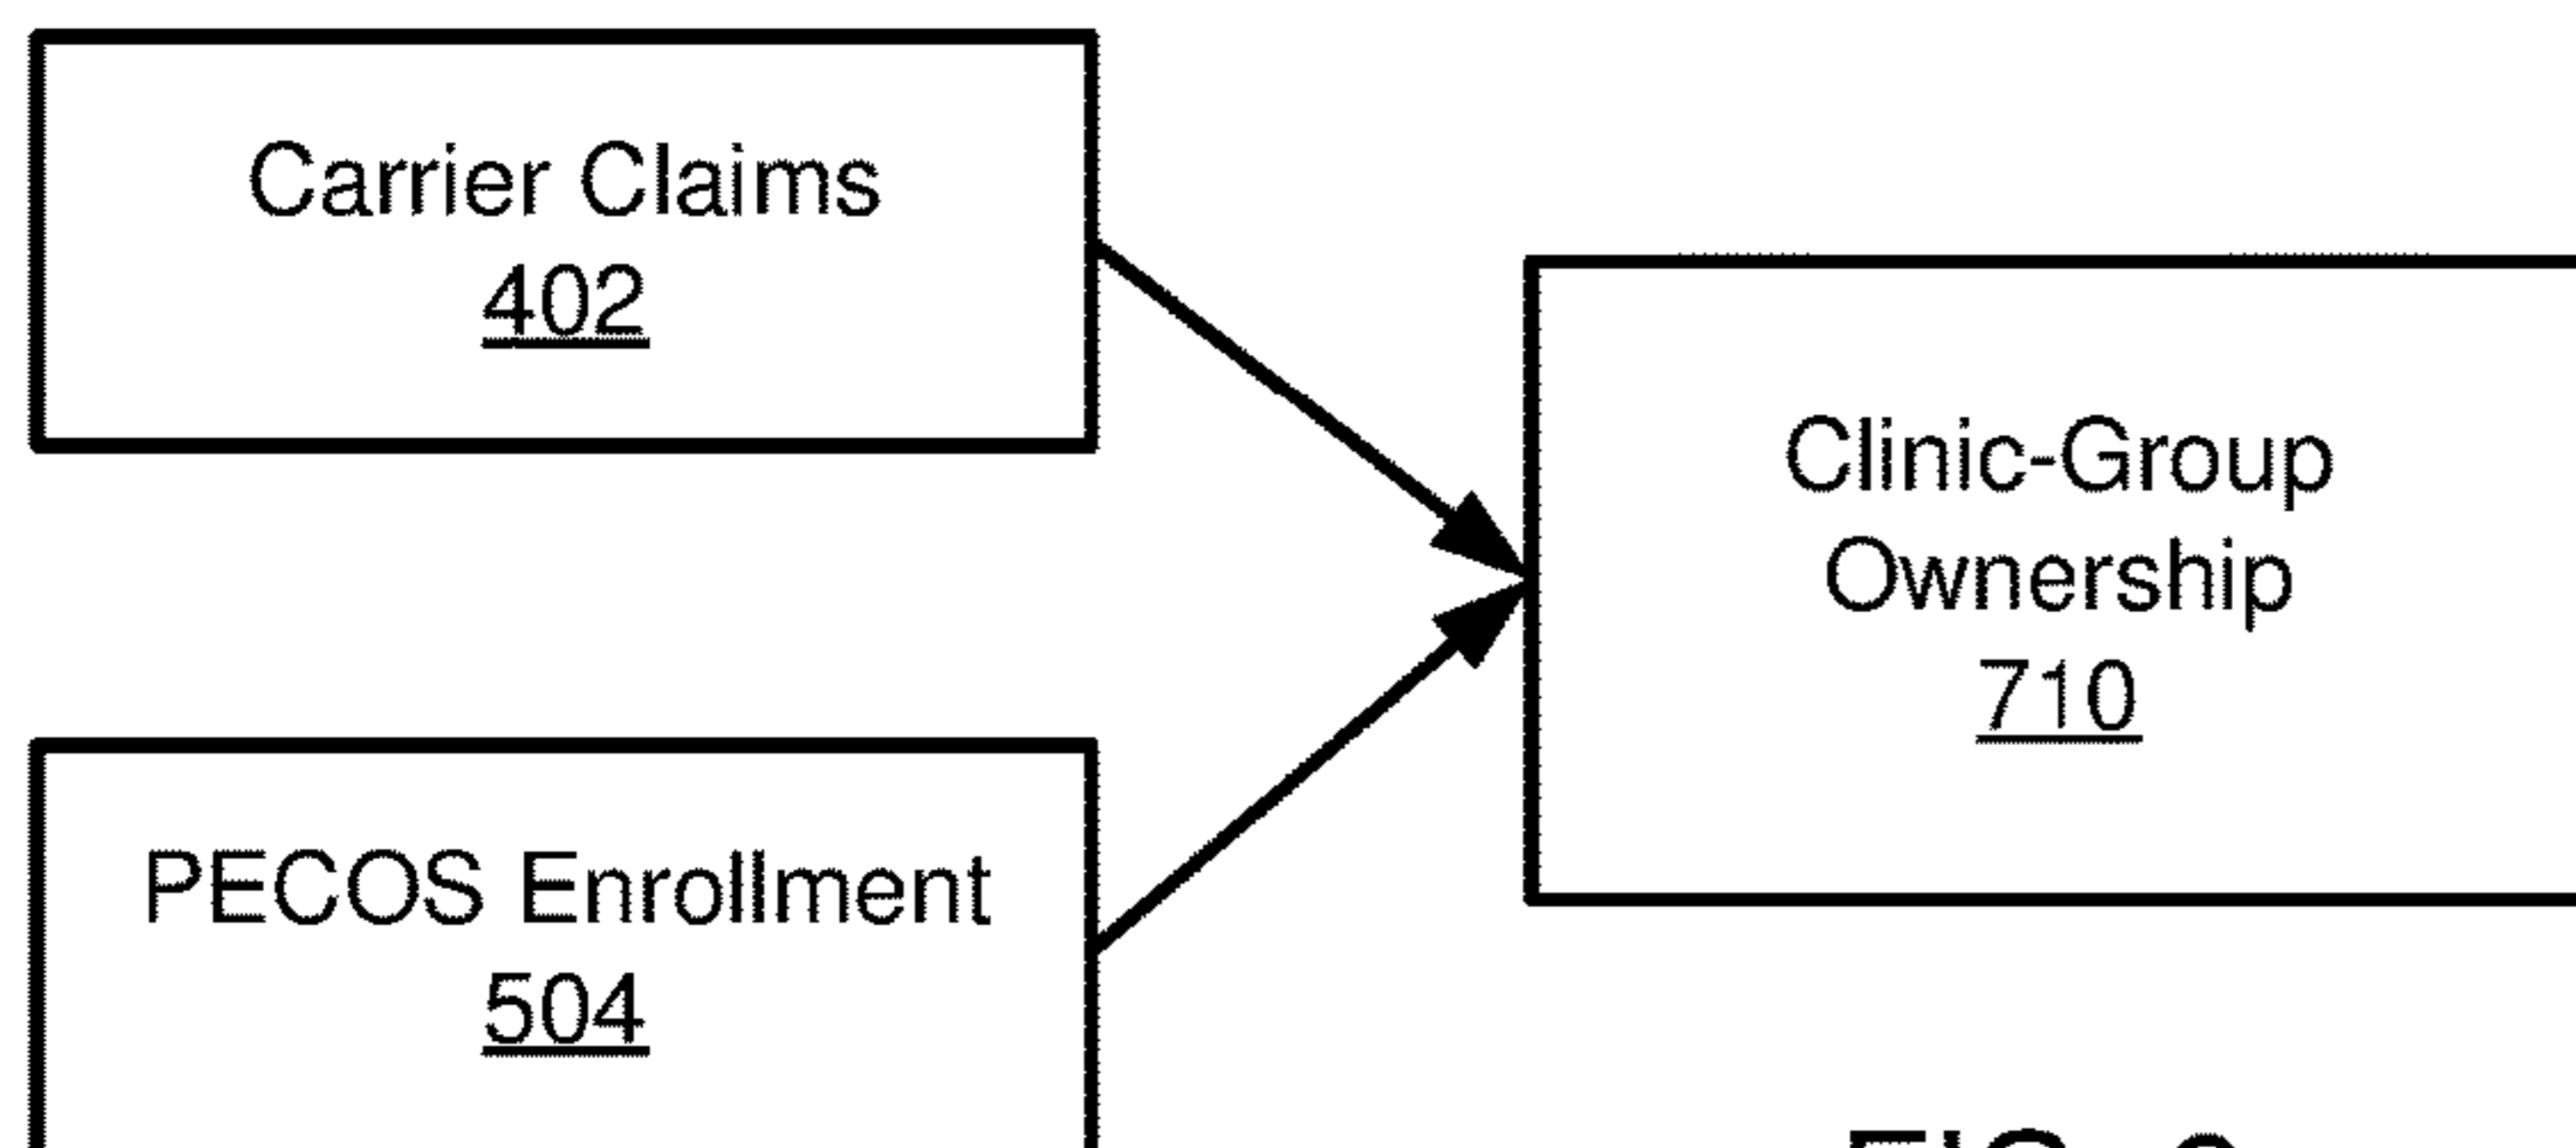 Carrier Claims
402
Clinic-Group
Ownership
710
PECOS Enrollment
504